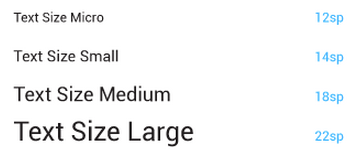 Text Size Micro 12sp
Text Size Small 14sp
Text Size Medium 18sp
Text Size Large 22sp